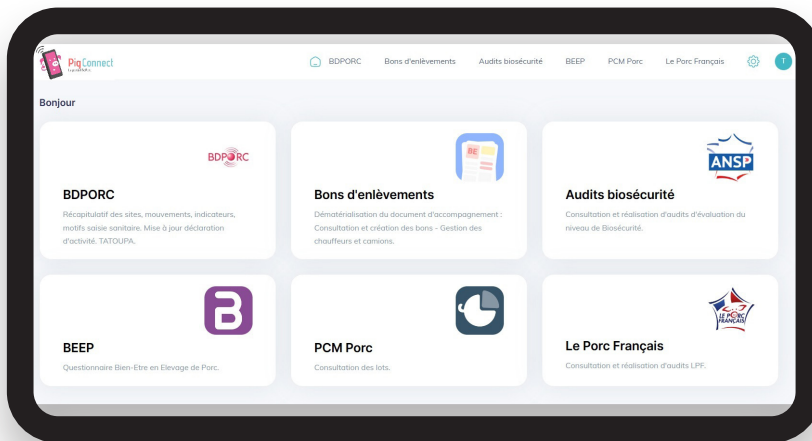 PigConnect
BDPORC
Bons d'enlèvements
Audits biosécurité
BEEP
PCM Porc
Le Porc Français
T
Bonjour
BDPORC
BDPORC
Récapitulatif des sites, mouvements, indicateurs,
motifs saisie sanitaire. Mise à jour déclaration
d'activité. TATOUPA.
BE
Bons d'enlèvements
Dématérialisation du document d'accompagnement :
Consultation et création des bons - Gestion des
chauffeurs et camions.
ANSP
Audits biosécurité
Consultation et réalisation d'audits d'évaluation du
niveau de Biosécurité.
B
BEEP
Questionnaire Bien-Etre en Elevage de Porc.
PCM Porc
Consultation des lots.
LE PORC
FRANÇAIS
Le Porc Français
Consultation et réalisation d'audits LPF.